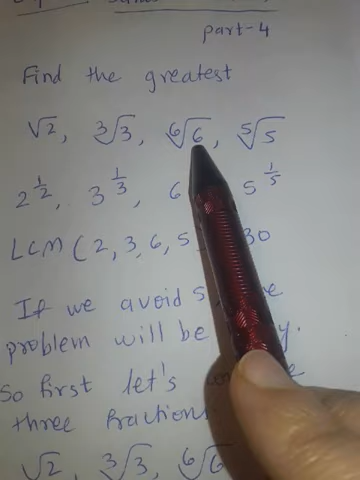 part-4
Find the greatest
√2, ³√3, ⁶√6, ⁵√5
2^1/2, 3^1/3, 6 5^1/5
LCM (2, 3, 6, 5 30
If we avoid 5,
problem will be
So first let's
three fractions
√2, ³√3, ⁶√6